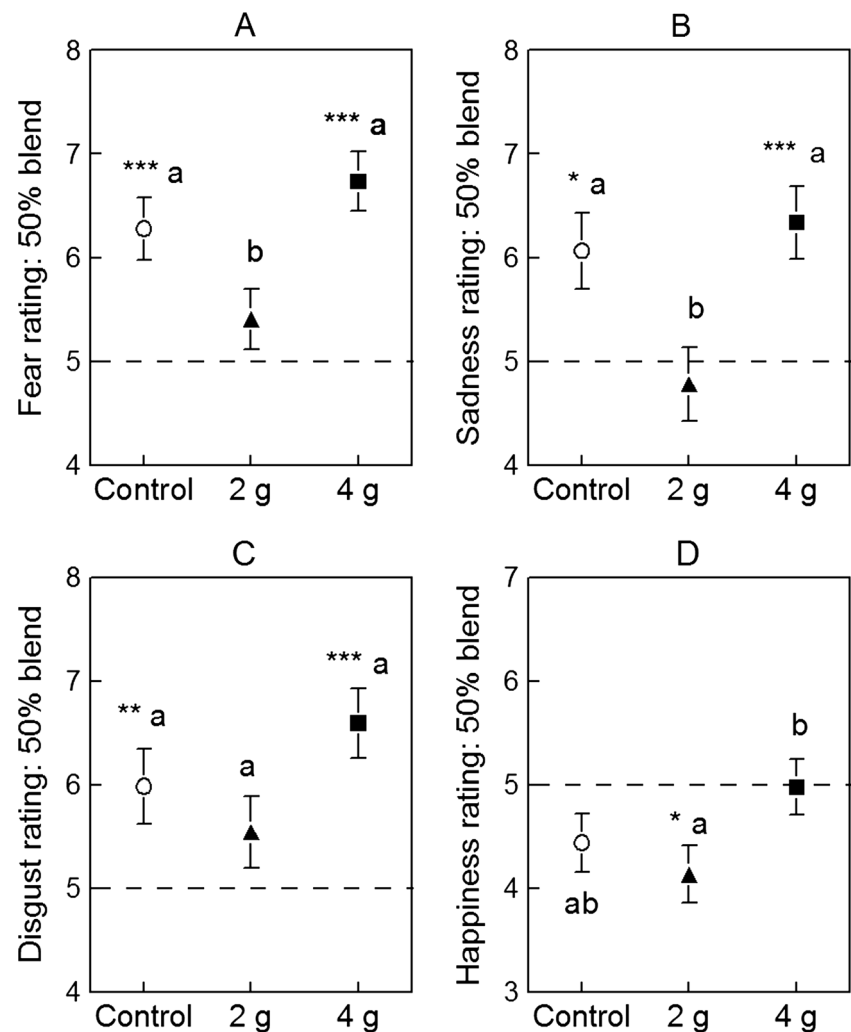 A
Fear rating: 50% blend
8
7
6
5
4
*** a
b
*** a
Control 2 g 4 g
B
Sadness rating: 50% blend
8
7
6
5
4
* a
b
*** a
Control 2 g 4 g
C
Disgust rating: 50% blend
8
7
6
5
4
** a
a
*** a
Control 2 g 4 g
D
Happiness rating: 50% blend
7
6
5
4
3
ab
* a
b
Control 2 g 4 g